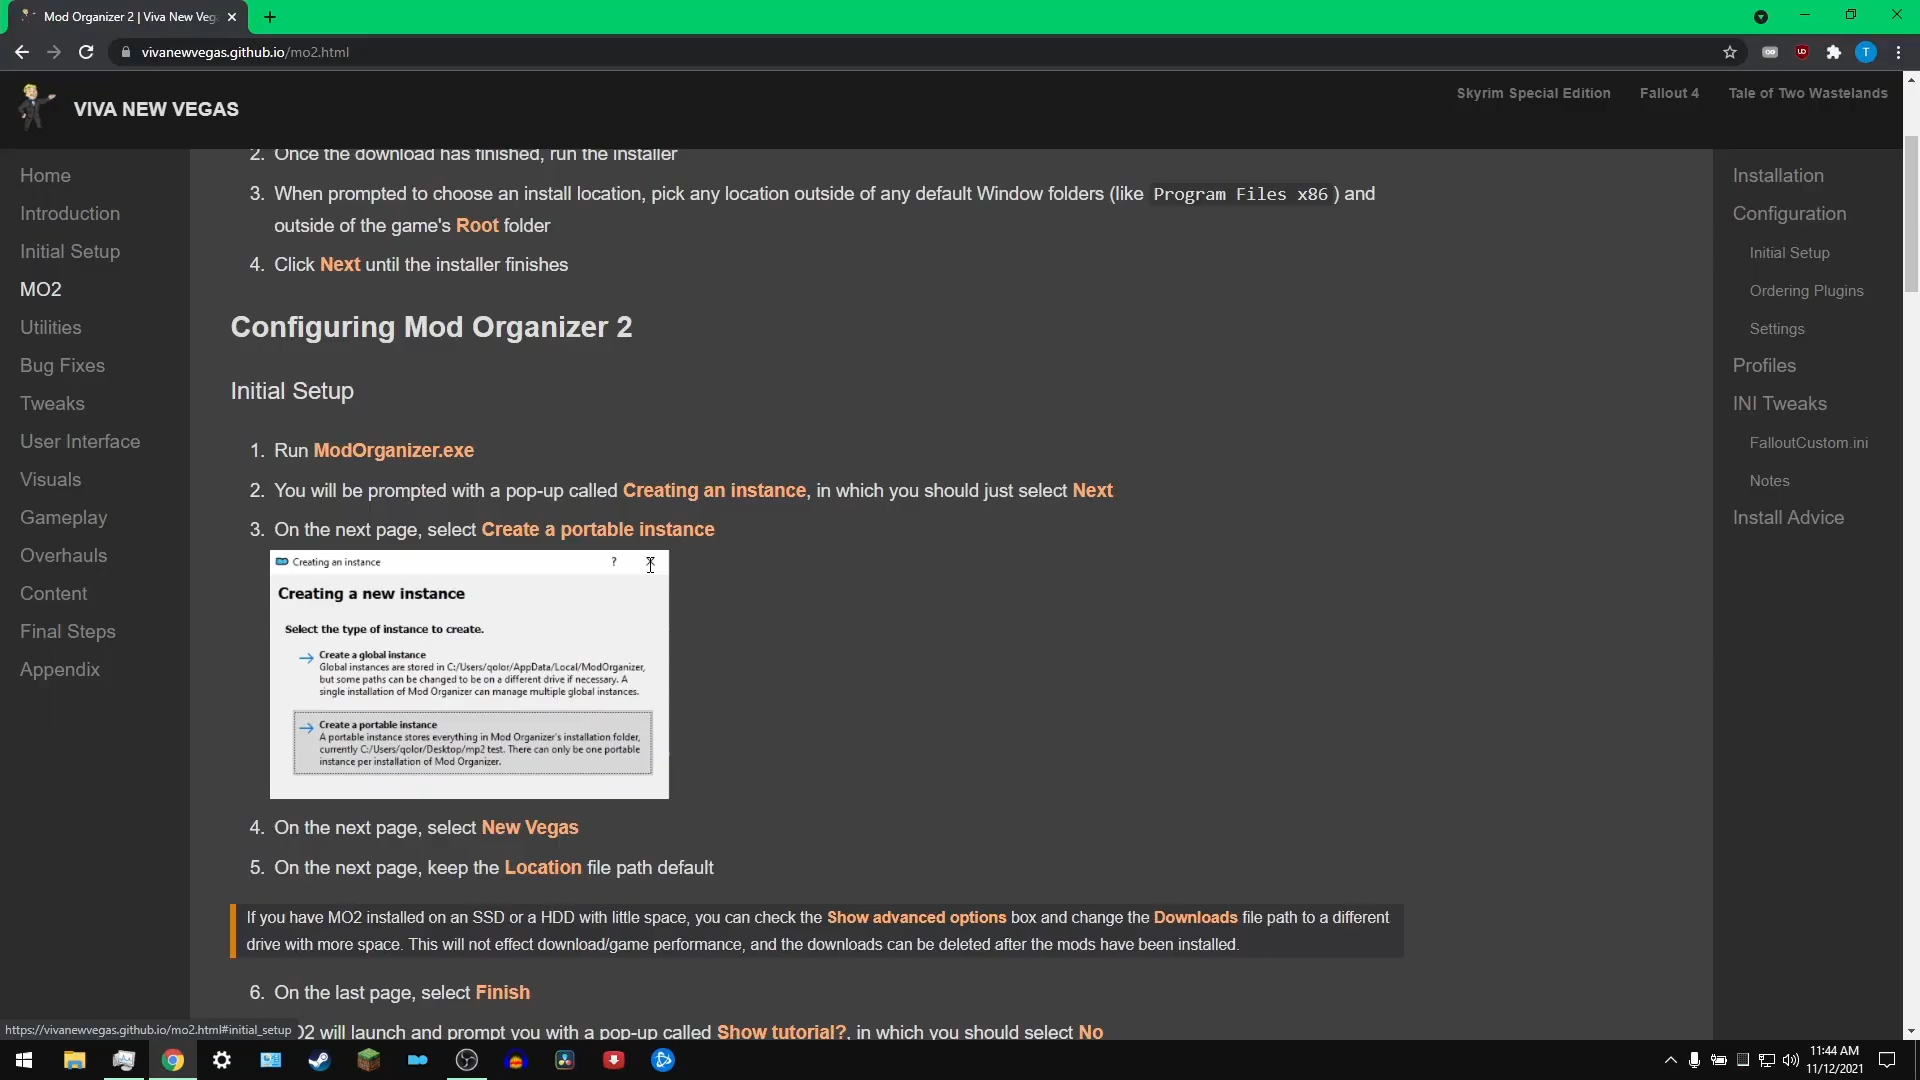 Mod Organizer 2 | Viva New Veg
vivanewvegas.github.io/mo2.html
T
VIVA NEW VEGAS
Skyrim Special Edition
Fallout 4
Tale of Two Wastelands
Home
Introduction
Initial Setup
MO2
Utilities
Bug Fixes
Tweaks
User Interface
Visuals
Gameplay
Overhauls
Content
Final Steps
Appendix
2. Once the download has finished, run the installer
3. When prompted to choose an install location, pick any location outside of any default Window folders (like Program Files x86 ) and
outside of the game's Root folder
4. Click Next until the installer finishes
Configuring Mod Organizer 2
Initial Setup
1. Run ModOrganizer.exe
2. You will be prompted with a pop-up called Creating an instance, in which you should just select Next
3. On the next page, select Create a portable instance
Creating an instance
?
Creating a new instance
Select the type of instance to create.
Create a global instance
Global instances are stored in C:/Users/qolor/AppData/Local/ModOrganizer,
but some paths can be changed to be on a different drive if necessary. A
single installation of Mod Organizer can manage multiple global instances.
Create a portable instance
A portable instance stores everything in Mod Organizer's installation folder,
currently C:/Users/qolor/Desktop/mp2 test. There can only be one portable
instance per installation of Mod Organizer.
4. On the next page, select New Vegas
5. On the next page, keep the Location file path default
If you have MO2 installed on an SSD or a HDD with little space, you can check the Show advanced options box and change the Downloads file path to a different
drive with more space. This will not effect download/game performance, and the downloads can be deleted after the mods have been installed.
6. On the last page, select Finish
O2 will launch and prompt you with a pop-up called Show tutorial?, in which you should select No
Installation
Configuration
Initial Setup
Ordering Plugins
Settings
Profiles
INI Tweaks
FalloutCustom.ini
Notes
Install Advice
https://vivanewvegas.github.io/mo2.html#initial_setup
11:44 AM
11/12/2021